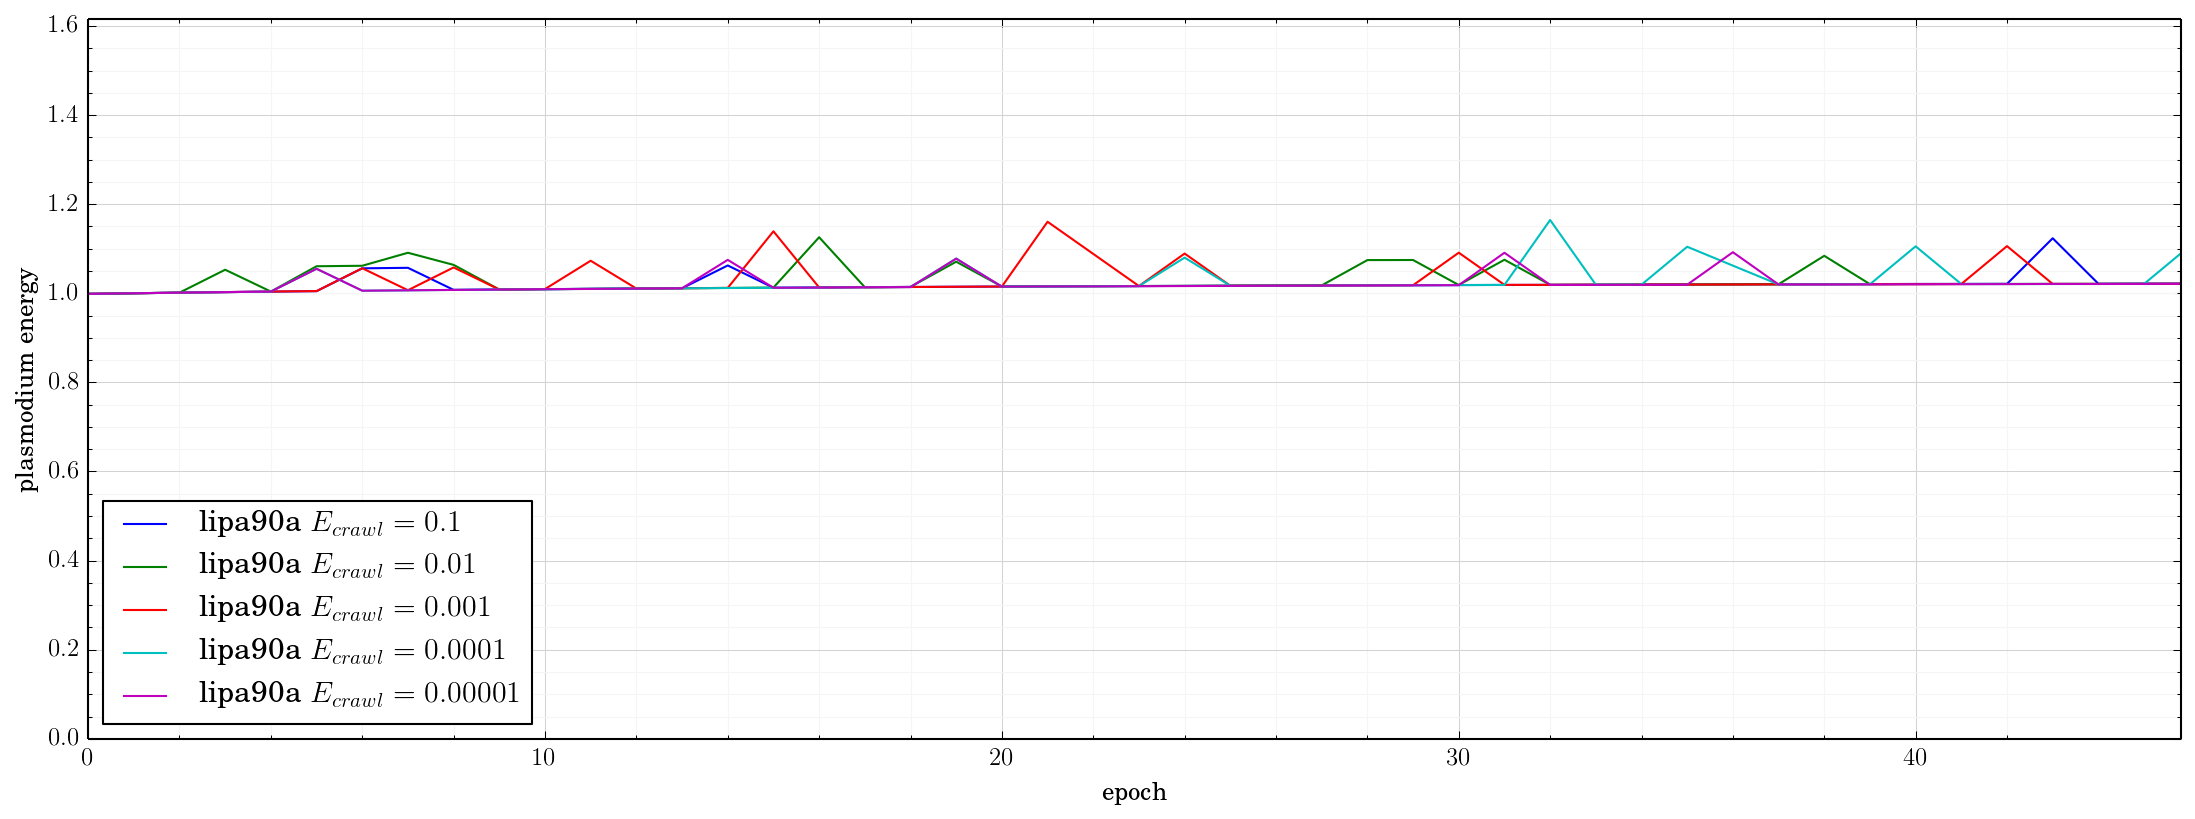 1.6
1.4
1.2
1.0
0.8
0.6
0.4
0.2
0.0
plasmodium energy
lipa90a E_crawl = 0.1
lipa90a E_crawl = 0.01
lipa90a E_crawl = 0.001
lipa90a E_crawl = 0.0001
lipa90a E_crawl = 0.00001
0 10 20 30 40
epoch